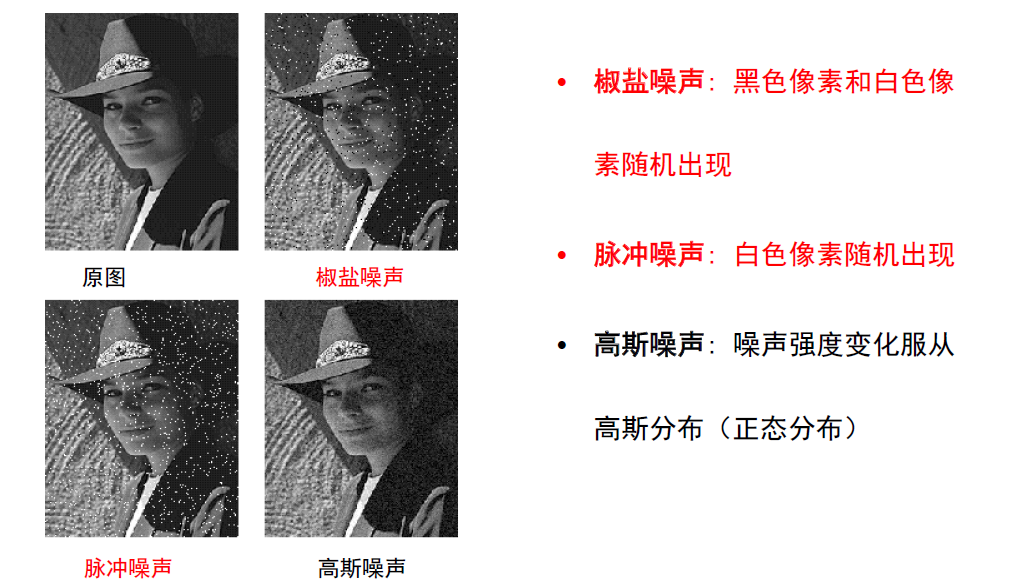 原图
椒盐噪声
脉冲噪声
高斯噪声
• 椒盐噪声：黑色像素和白色像
素随机出现
• 脉冲噪声：白色像素随机出现
• 高斯噪声：噪声强度变化服从
高斯分布（正态分布）